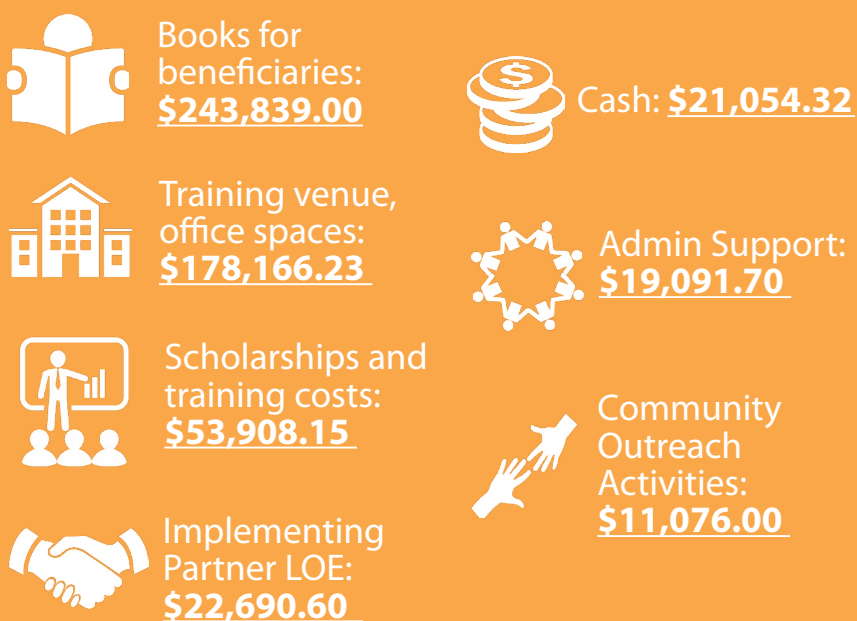 Books for
beneficiaries:
$243,839.00
Training venue,
office spaces:
$178,166.23
Scholarships and
training costs:
$53,908.15
Implementing
Partner LOE:
$22,690.60
$
Cash: $21,054.32
Admin Support:
$19,091.70
Community
Outreach
Activities:
$11,076.00